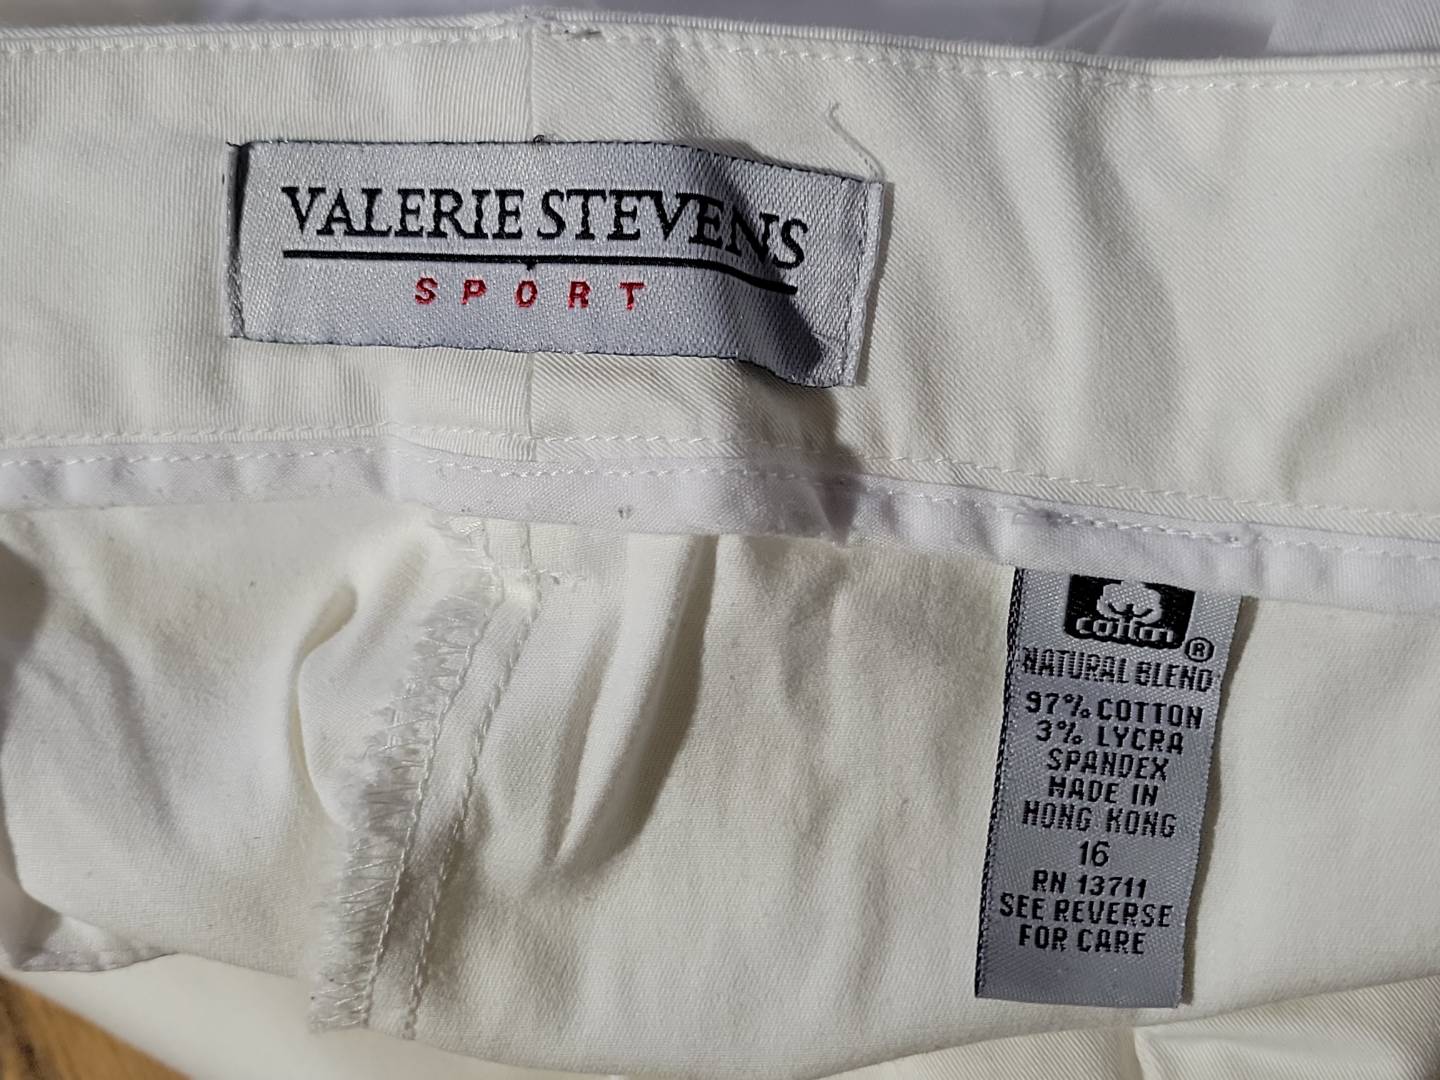 VALERIE STEVENS
SPORT
cotton ®
NATURAL BLEND
97% COTTON
3% LYCRA
SPANDEX
MADE IN
HONG KONG
16
RN 13711
SEE REVERSE
FOR CARE